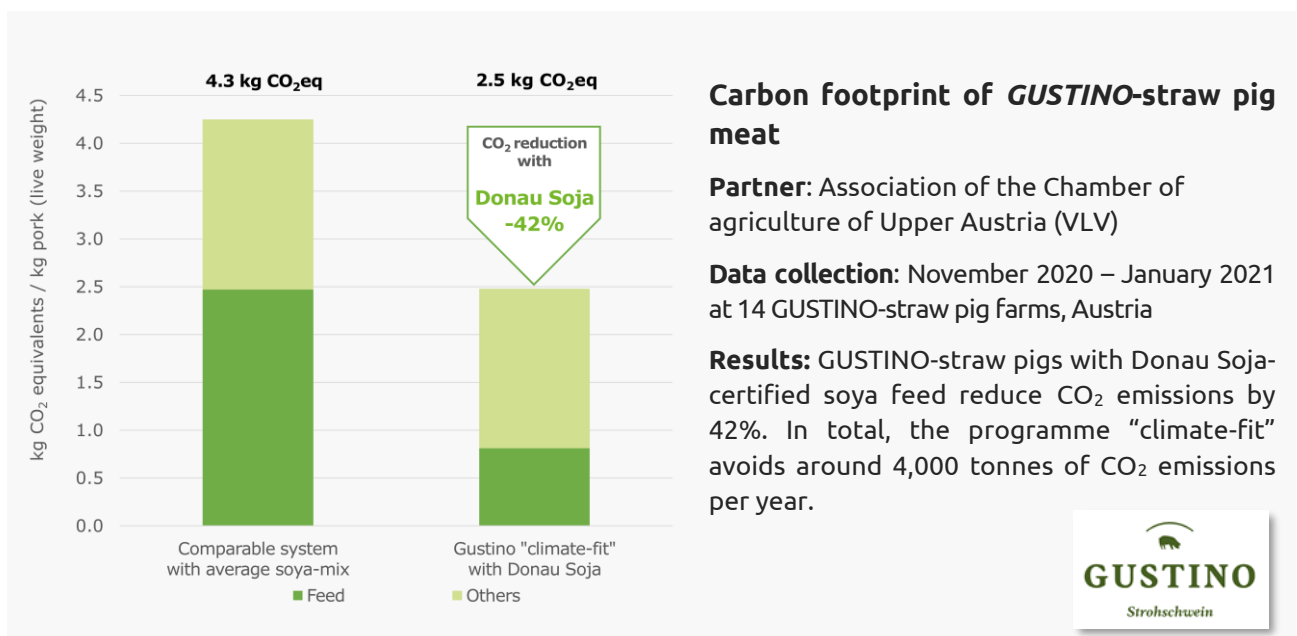 4.3 kg CO₂eq
2.5 kg CO₂eq
kg CO₂ equivalents / kg pork (live weight)
4.5
4.0
3.5
3.0
2.5
2.0
1.5
1.0
0.5
0.0
CO₂ reduction
with
Donau Soja
-42%
Comparable system
with average soya-mix
Gustino "climate-fit"
with Donau Soja
Feed
Others
Carbon footprint of GUSTINO-straw pig
meat
Partner: Association of the Chamber of
agriculture of Upper Austria (VLV)
Data collection: November 2020 – January 2021
at 14 GUSTINO-straw pig farms, Austria
Results: GUSTINO-straw pigs with Donau Soja-
certified soya feed reduce CO₂ emissions by
42%. In total, the programme “climate-fit”
avoids around 4,000 tonnes of CO₂ emissions
per year.
GUSTINO
Strohschwein